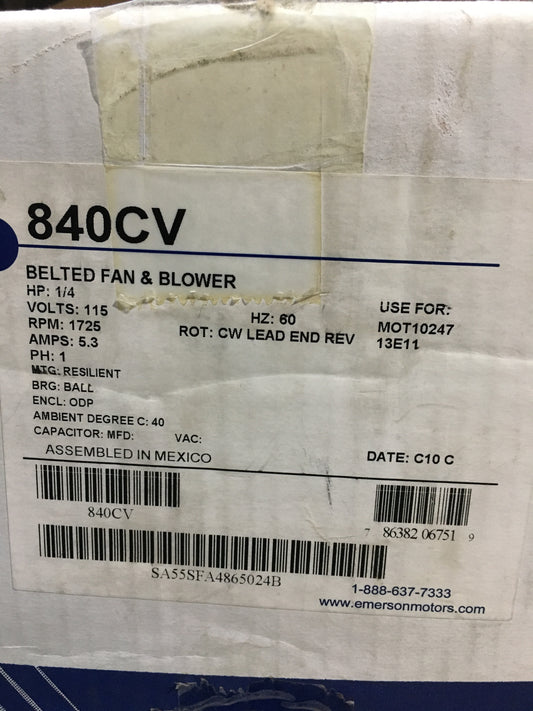 840CV
BELTED FAN & BLOWER
HP: 1/4
VOLTS: 115
HZ: 60
USE FOR:
RPM: 1725
ROT: CW LEAD END REV
MOT10247
AMPS: 5.3
13E11
PH: 1
MTG: RESILIENT
BRG: BALL
ENCL: ODP
AMBIENT DEGREE C: 40
CAPACITOR: MFD: VAC:
ASSEMBLED IN MEXICO
DATE: C10 C
840CV
7 86382 06751 9
SA55SFA4865024B
1-888-637-7333
www.emersonmotors.com